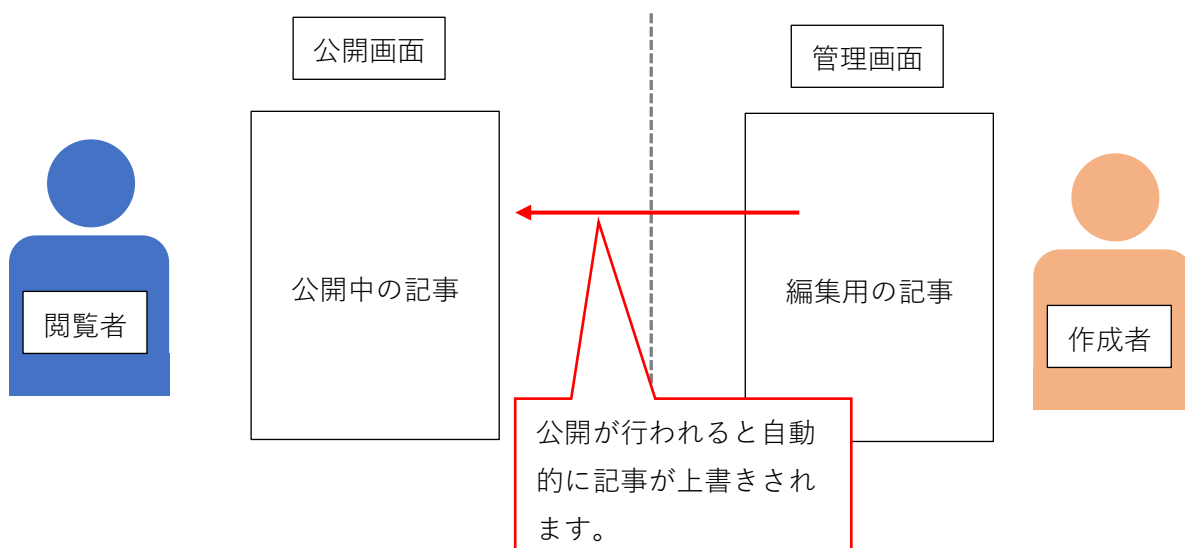 公開画面
管理画面
公開中の記事
編集用の記事
閲覧者
作成者
公開が行われると自動
的に記事が上書きされ
ます。